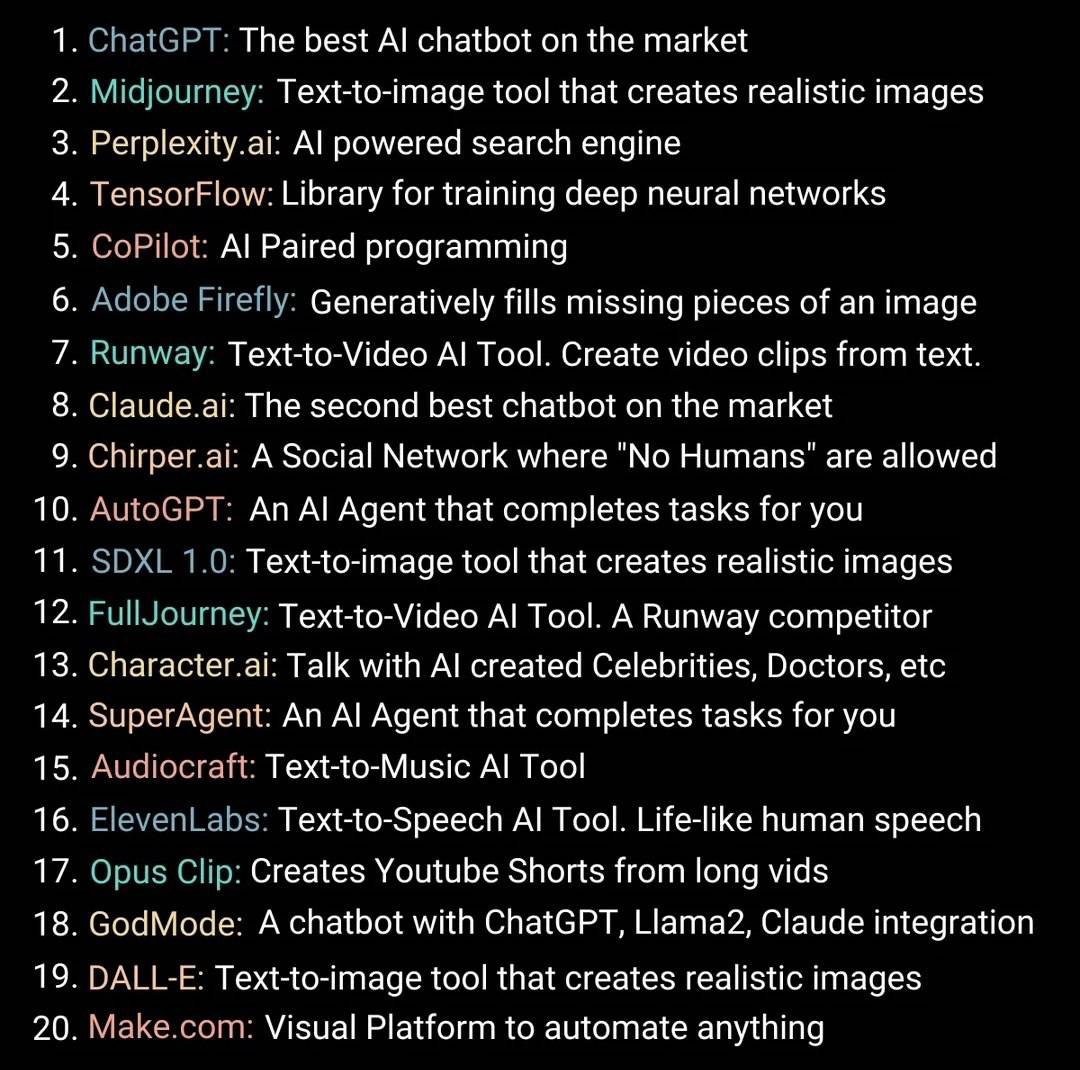 1. ChatGPT: The best AI chatbot on the market
2. Midjourney: Text-to-image tool that creates realistic images
3. Perplexity.ai: AI powered search engine
4. TensorFlow: Library for training deep neural networks
5. CoPilot: AI Paired programming
6. Adobe Firefly: Generatively fills missing pieces of an image
7. Runway: Text-to-Video AI Tool. Create video clips from text.
8. Claude.ai: The second best chatbot on the market
9. Chirper.ai: A Social Network where "No Humans" are allowed
10. AutoGPT: An AI Agent that completes tasks for you
11. SDXL 1.0: Text-to-image tool that creates realistic images
12. FullJourney: Text-to-Video AI Tool. A Runway competitor
13. Character.ai: Talk with AI created Celebrities, Doctors, etc
14. SuperAgent: An AI Agent that completes tasks for you
15. Audiocraft: Text-to-Music AI Tool
16. ElevenLabs: Text-to-Speech AI Tool. Life-like human speech
17. Opus Clip: Creates Youtube Shorts from long vids
18. GodMode: A chatbot with ChatGPT, Llama2, Claude integration
19. DALL-E: Text-to-image tool that creates realistic images
20. Make.com: Visual Platform to automate anything